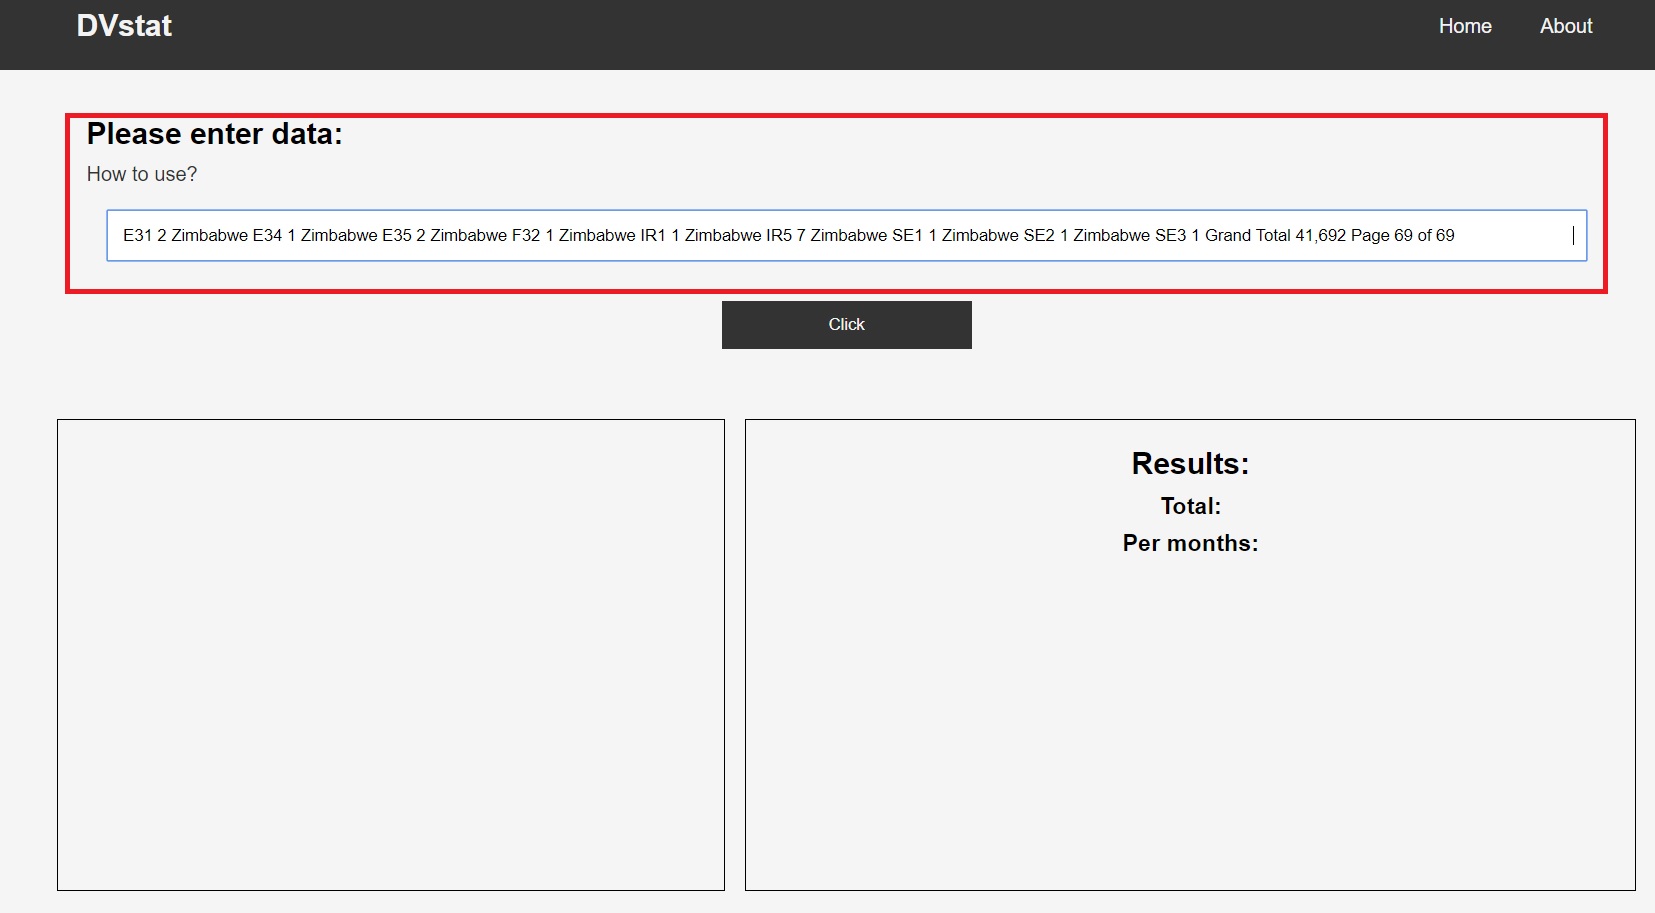 DVstat
Home
About
Please enter data:
How to use?
E31 2 Zimbabwe E34 1 Zimbabwe E35 2 Zimbabwe F32 1 Zimbabwe IR1 1 Zimbabwe IR5 7 Zimbabwe SE1 1 Zimbabwe SE2 1 Zimbabwe SE3 1 Grand Total 41,692 Page 69 of 69
Click
Results:
Total:
Per months: